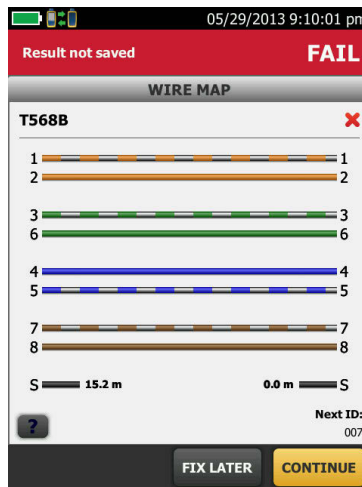 05/29/2013 9:10:01 pm
Result not saved FAIL
WIRE MAP
T568B
1 1
2 2
3 3
6 6
4 4
5 5
7 7
8 8
S 15.2 m 0.0 m S
Next ID:
007
?
FIX LATER CONTINUE